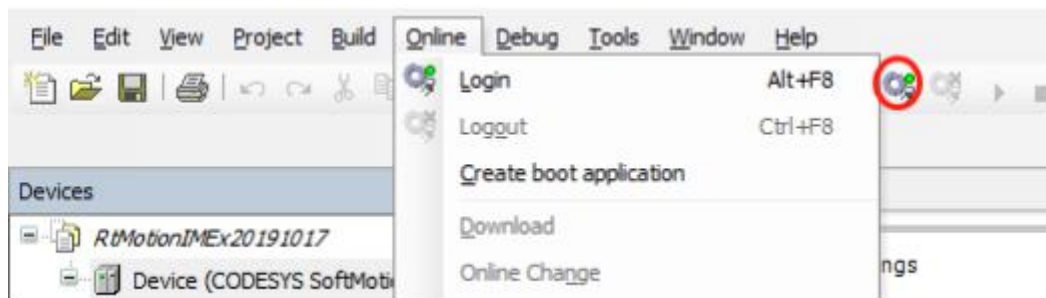 File Edit View Project Build Online Debug Tools Window Help
Login Alt+F8
Logout Ctrl+F8
Create boot application
Devices
Download
RtMotionIMEx20191017
Online Change
ngs
Device (CODESYS SoftMoti